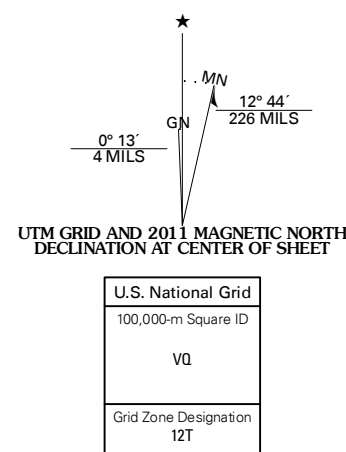 ★
MN
GN
12° 44´
226 MILS
0° 13´
4 MILS
UTM GRID AND 2011 MAGNETIC NORTH
DECLINATION AT CENTER OF SHEET
U.S. National Grid
100,000-m Square ID
VQ
Grid Zone Designation
12T